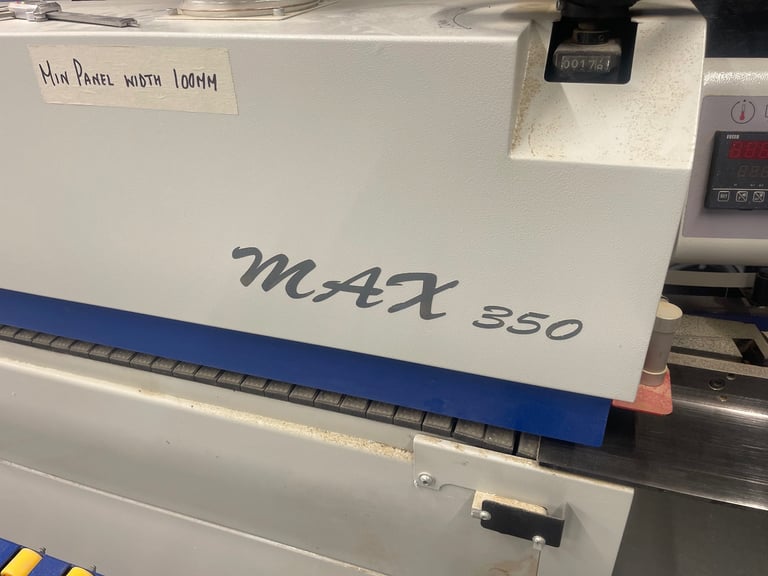 MIN PANEL WIDTH 100MM
MAX 350